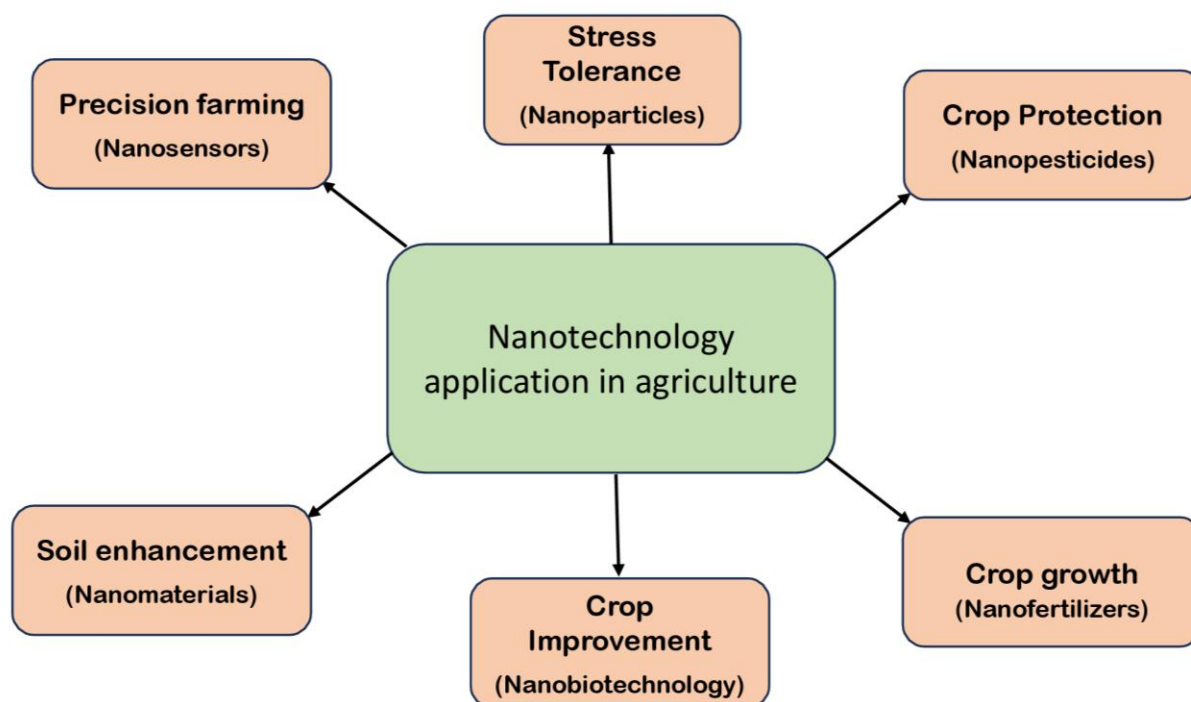 Stress
Tolerance
(Nanoparticles)
Precision farming
(Nanosensors)
Crop Protection
(Nanopesticides)
Nanotechnology
application in agriculture
Soil enhancement
(Nanomaterials)
Crop
Improvement
(Nanobiotechnology)
Crop growth
(Nanofertilizers)